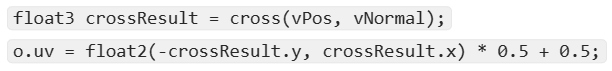 float3 crossResult = cross(vPos, vNormal);
o.uv = float2(-crossResult.y, crossResult.x) * 0.5 + 0.5;